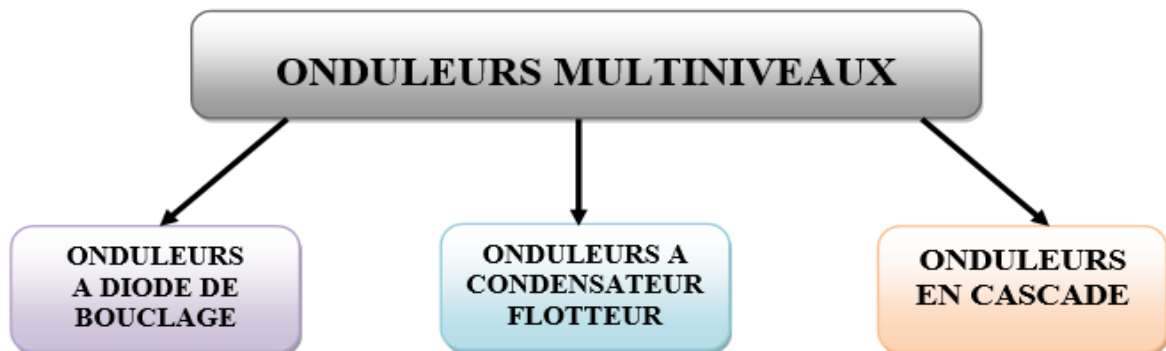 ONDULEURS MULTINIVEAUX
ONDULEURS
A DIODE DE
BOUCLAGE
ONDULEURS A
CONDENSATEUR
FLOTTEUR
ONDULEURS
EN CASCADE